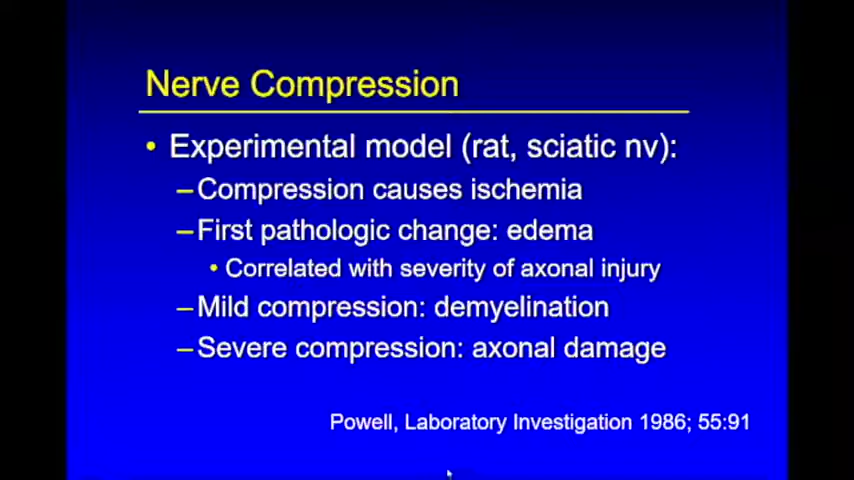 Nerve Compression
• Experimental model (rat, sciatic nv):
–Compression causes ischemia
–First pathologic change: edema
• Correlated with severity of axonal injury
–Mild compression: demyelination
–Severe compression: axonal damage
Powell, Laboratory Investigation 1986; 55:91